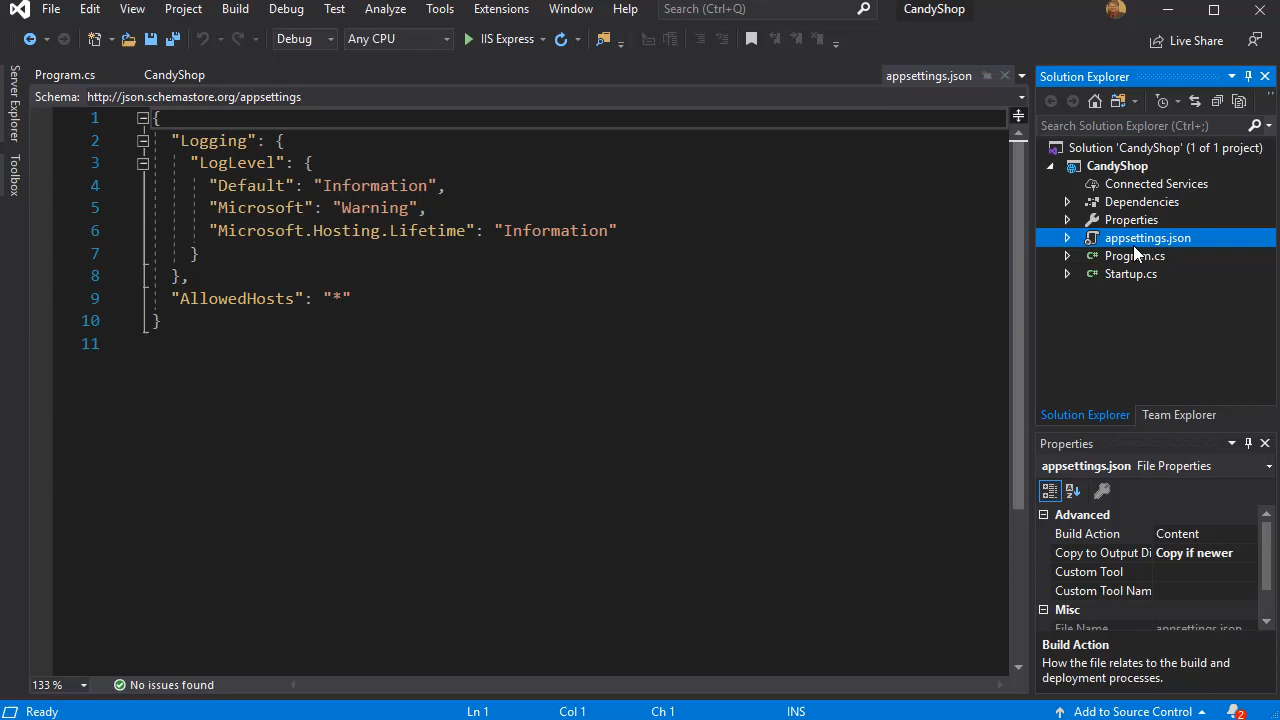 File Edit View Project Build Debug Test Analyze Tools Extensions Window Help Search (Ctrl+Q) CandyShop
Debug Any CPU IIS Express Live Share
Program.cs CandyShop appsettings.json
Schema: http://json.schemastore.org/appsettings
Server Explorer
Toolbox
1 {
2 "Logging": {
3 "LogLevel": {
4 "Default": "Information",
5 "Microsoft": "Warning",
6 "Microsoft.Hosting.Lifetime": "Information"
7 }
8 },
9 "AllowedHosts": "*"
10 }
11
133 % No issues found
Solution Explorer
Search Solution Explorer (Ctrl+;)
Solution 'CandyShop' (1 of 1 project)
CandyShop
Connected Services
Dependencies
Properties
appsettings.json
Program.cs
Startup.cs
Solution Explorer Team Explorer
Properties
appsettings.json File Properties
Advanced
Build Action Content
Copy to Output Di Copy if newer
Custom Tool
Custom Tool Nam
Misc
File Name appsettings.json
Build Action
How the file relates to the build and
deployment processes.
Ready Ln 1 Col 1 Ch 1 INS Add to Source Control 2